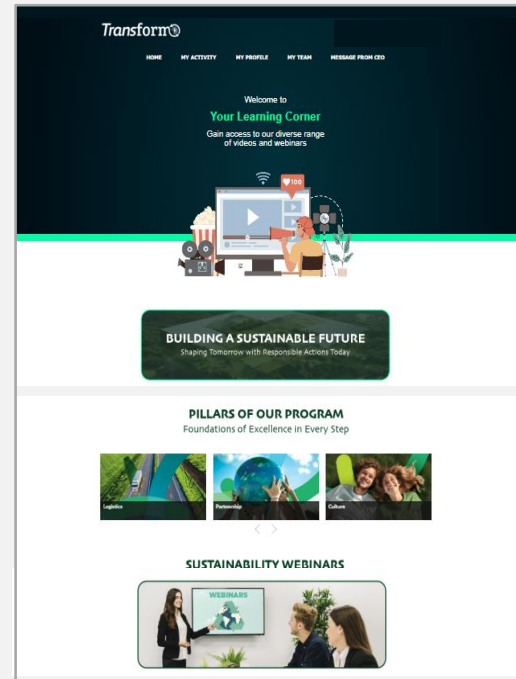 Transform
HOME MY ACTIVITY MY PROFILE MY TEAM MESSAGE FROM CEO
Welcome to
Your Learning Corner
Gain access to our diverse range
of videos and webinars
100
BUILDING A SUSTAINABLE FUTURE
Shaping Tomorrow with Responsible Actions Today
PILLARS OF OUR PROGRAM
Foundations of Excellence in Every Step
Logistics Partnership Culture
SUSTAINABILITY WEBINARS
WEBINARS